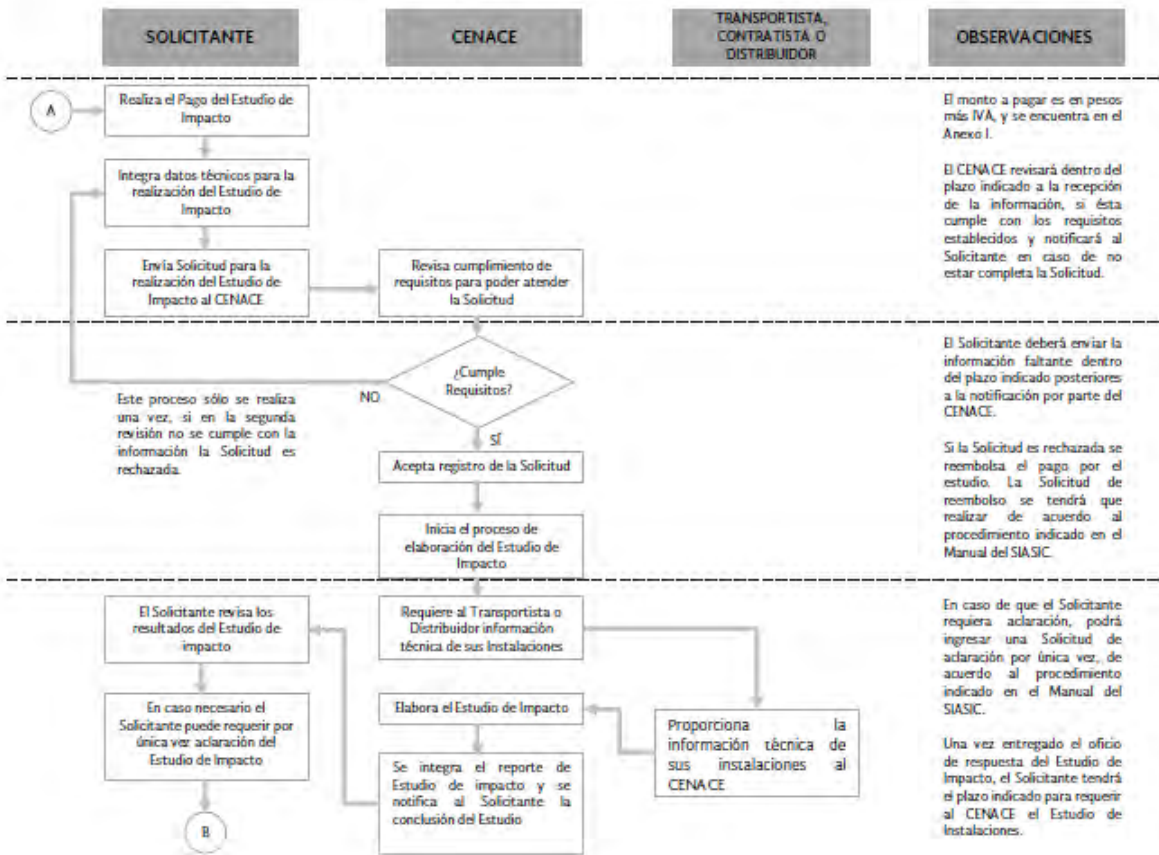 SOLICITANTE
CENACE
TRANSPORTISTA,
CONTRATISTA O
DISTRIBUIDOR
OBSERVACIONES
A
Realiza el Pago del Estudio de
Impacto
Integra datos técnicos para la
realización del Estudio de
Impacto
Envía Solicitud para la
realización del Estudio de
Impacto al CENACE
Revisa cumplimiento de
requisitos para poder atender
la Solicitud
El monto a pagar es en pesos
más IVA, y se encuentra en el
Anexo I.
El CENACE revisará dentro del
plazo indicado a la recepción
de la información, si ésta
cumple con los requisitos
establecidos y notificará al
Solicitante en caso de no
estar completa la Solicitud.
¿Cumple
Requisitos?
NO
SÍ
Este proceso sólo se realiza
una vez, si en la segunda
revisión no se cumple con la
información la Solicitud es
rechazada.
Acepta registro de la Solicitud
Inicia el proceso de
elaboración del Estudio de
Impacto
El Solicitante deberá enviar la
información faltante dentro
del plazo indicado posteriores
a la notificación por parte del
CENACE.
Si la Solicitud es rechazada se
reembolsa el pago por el
estudio. La Solicitud de
reembolso se tendrá que
realizar de acuerdo al
procedimiento indicado en el
Manual del SIASIC.
El Solicitante revisa los
resultados del Estudio de
impacto
En caso necesario el
Solicitante puede requerir por
única vez aclaración del
Estudio de Impacto
B
Requiere al Transportista o
Distribuidor información
técnica de sus Instalaciones
Elabora el Estudio de Impacto
Se integra el reporte de
Estudio de impacto y se
notifica al Solicitante la
conclusión del Estudio
Proporciona la
información técnica de
sus instalaciones al
CENACE
En caso de que el Solicitante
requiera aclaración, podrá
ingresar una Solicitud de
aclaración por única vez, de
acuerdo al procedimiento
indicado en el Manual del
SIASIC.
Una vez entregado el oficio
de respuesta del Estudio de
Impacto, el Solicitante tendrá
el plazo indicado para requerir
al CENACE el Estudio de
Instalaciones.